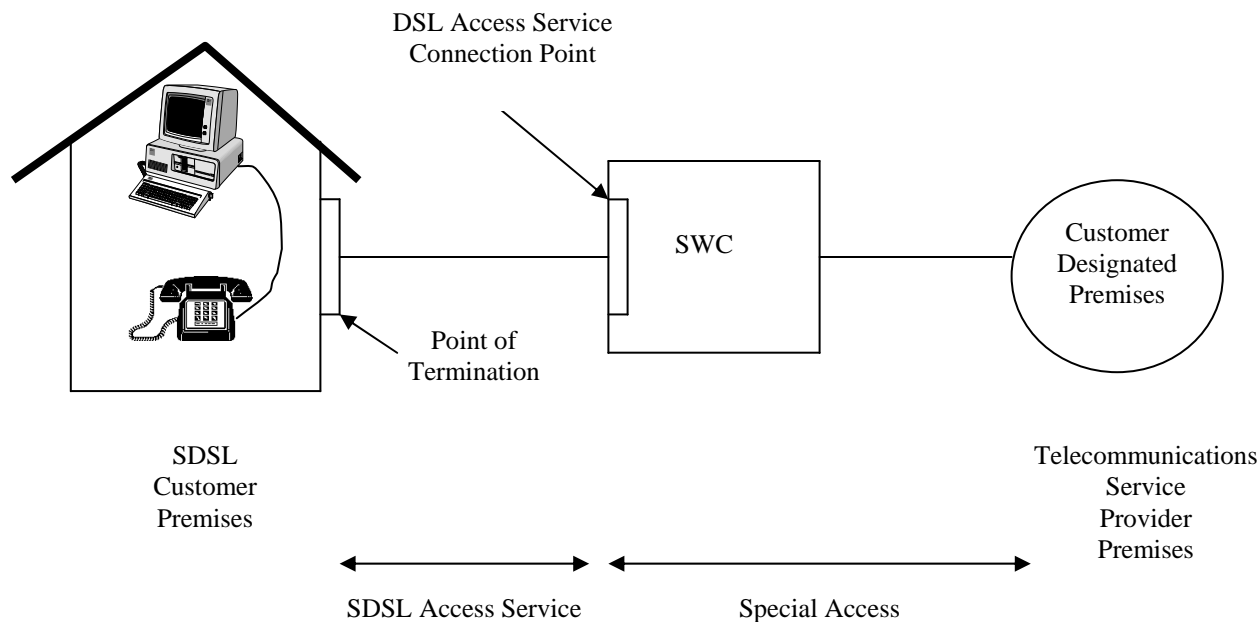 DSL Access Service
Connection Point
SWC
Customer
Designated
Premises
Point of
Termination
SDSL
Customer
Premises
Telecommunications
Service
Provider
Premises
SDSL Access Service
Special Access